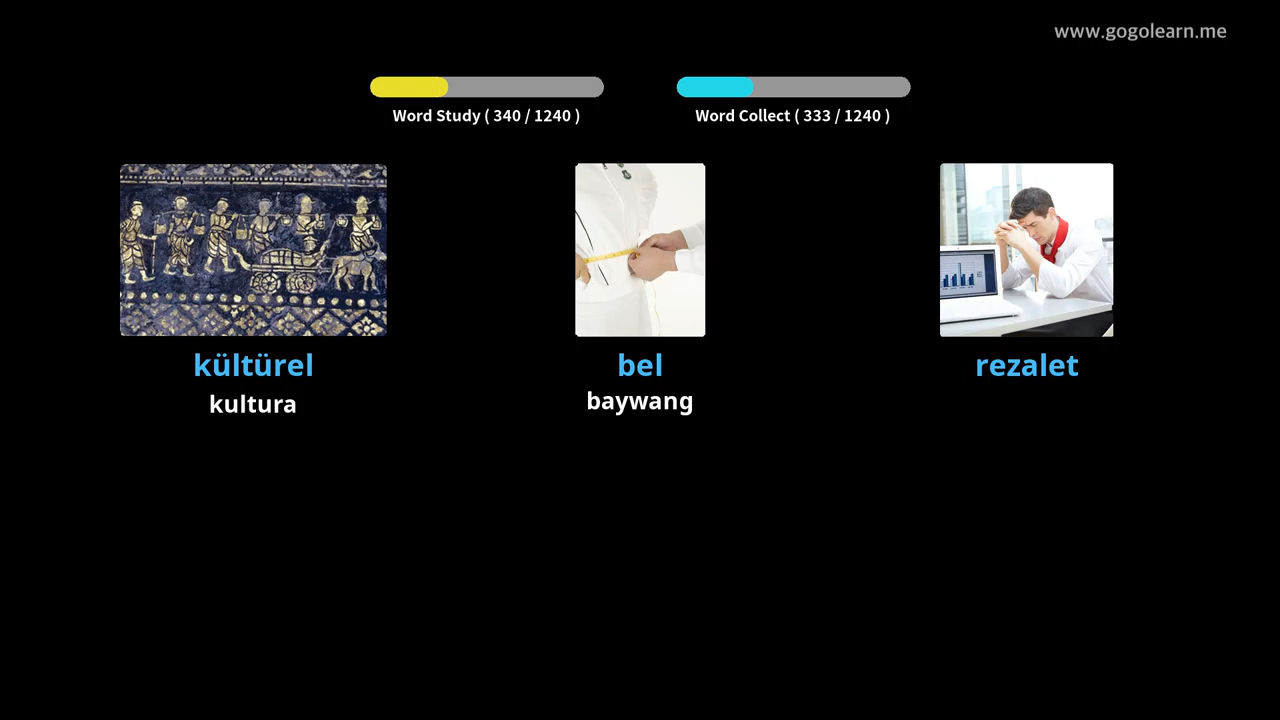 www.gogolearn.me
Word Study ( 340 / 1240 )
Word Collect ( 333 / 1240 )
kültürel
bel
rezalet
kultura
baywang